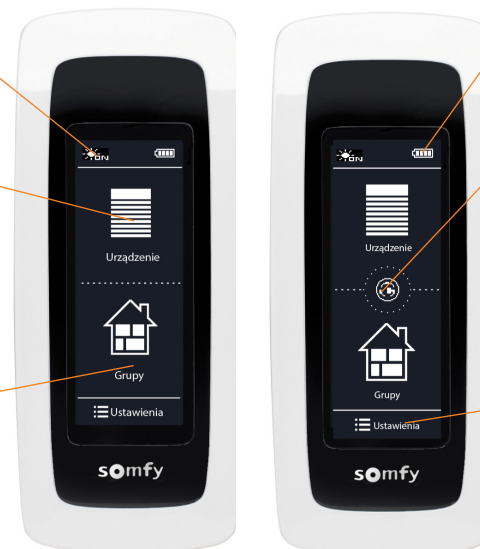 ON
Urządzenie
Grupy
Ustawienia
somfy
ON
Urządzenie
Grupy
Ustawienia
somfy